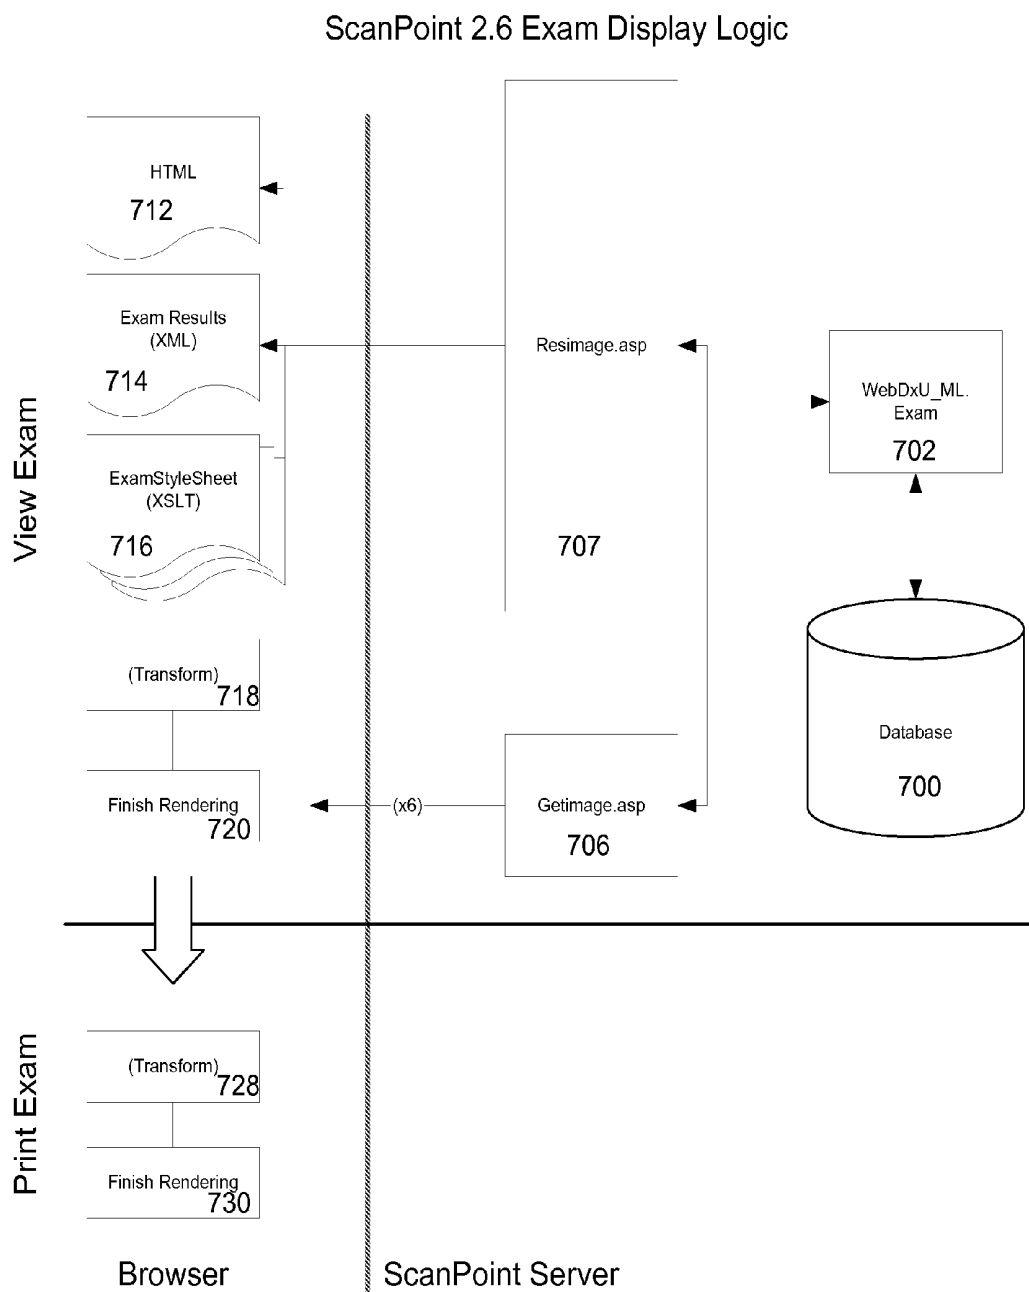 ScanPoint 2.6 Exam Display Logic
HTML
712
Exam Results
(XML)
714
ExamStyleSheet
(XSLT)
716
(Transform)
718
Finish Rendering
720
View Exam
Resimage.asp
707
(x6)
Getimage.asp
706
WebDxU_ML.
Exam
702
Database
700
Print Exam
(Transform)
728
Finish Rendering
730
Browser
ScanPoint Server